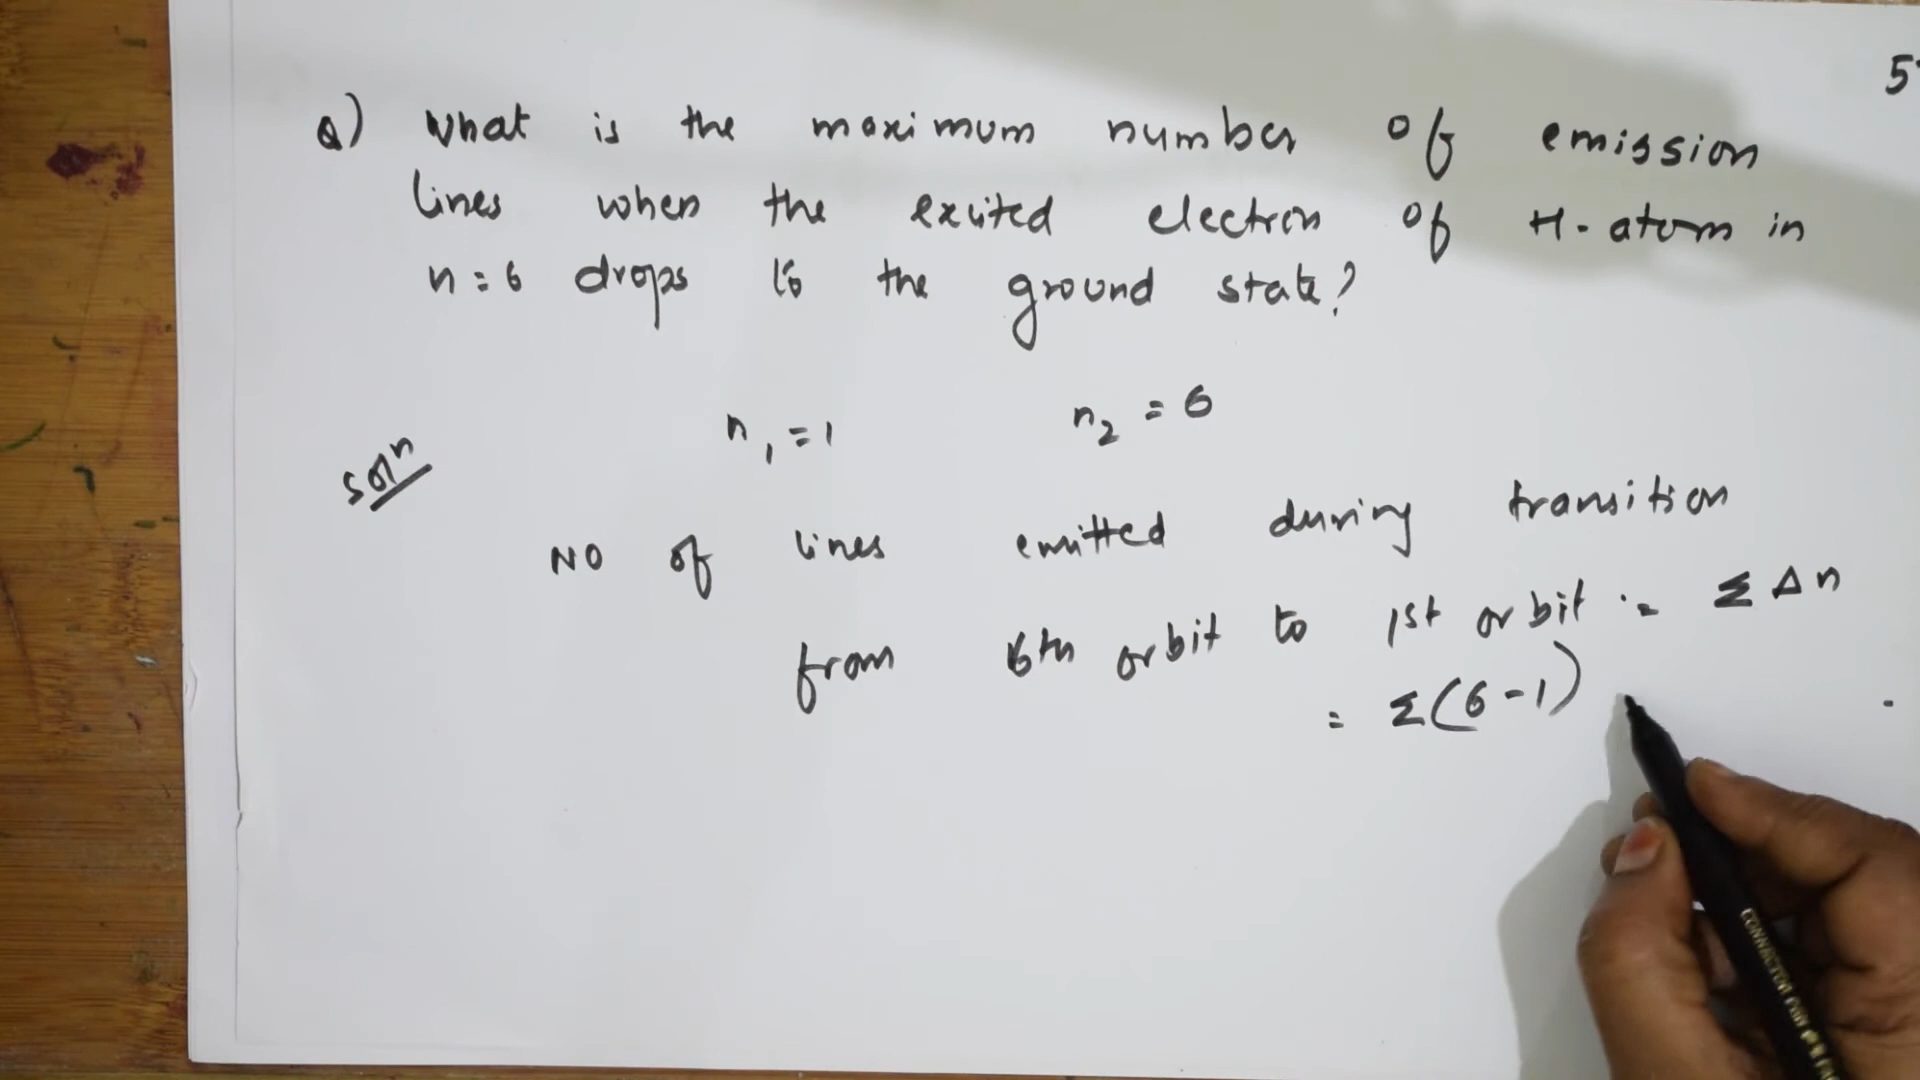 5
Q) What is the maximum number of emission
lines when the excited electron of H-atom in
n=6 drops to the ground state?
Solⁿ
n₁=1 n₂=6
NO of lines emitted during transition
from 6th orbit to 1st orbit = Σ Δn
= Σ(6-1)